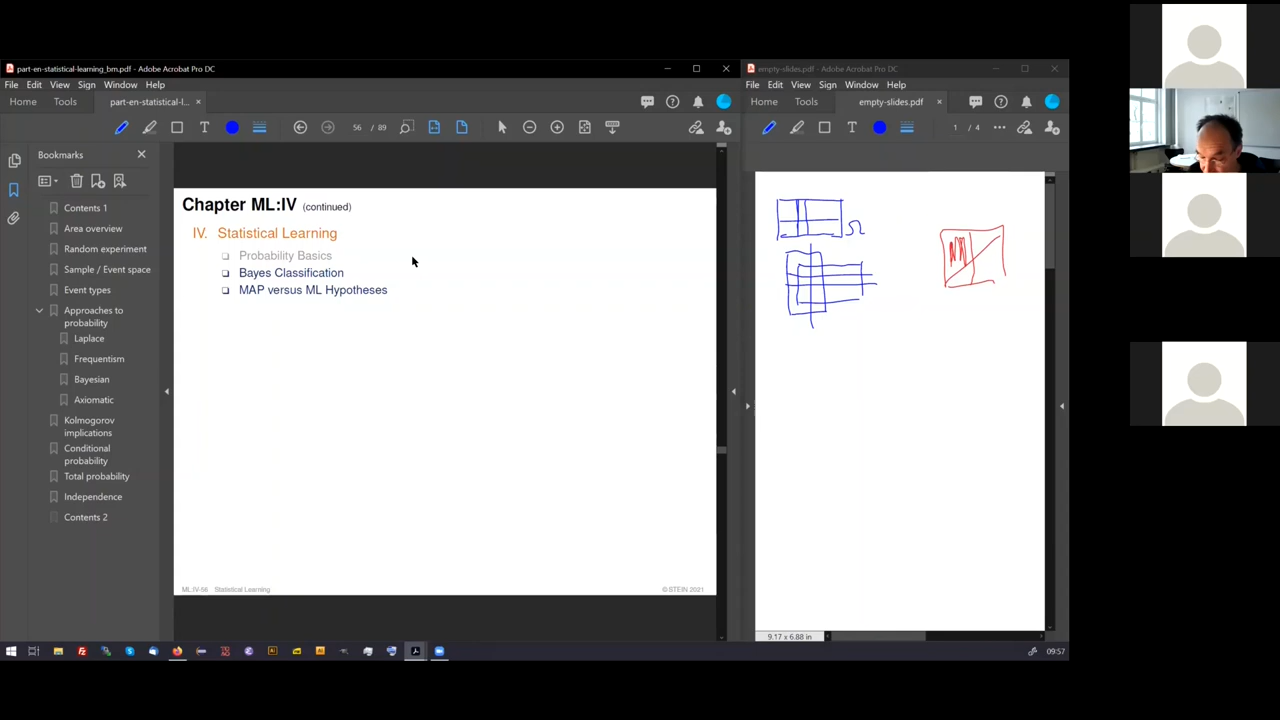 part-en-statistical-learning_bm.pdf - Adobe Acrobat Pro DC
File Edit View Sign Window Help
Home Tools part-en-statistical-l... ×
56 / 89
Bookmarks
Contents 1
Area overview
Random experiment
Sample / Event space
Event types
Approaches to
probability
Laplace
Frequentism
Bayesian
Axiomatic
Kolmogorov
implications
Conditional
probability
Total probability
Independence
Contents 2
Chapter ML:IV (continued)
IV. Statistical Learning
❑ Probability Basics
❑ Bayes Classification
❑ MAP versus ML Hypotheses
ML:IV-56 Statistical Learning
© STEIN 2021
empty-slides.pdf - Adobe Acrobat Pro DC
File Edit View Sign Window Help
Home Tools empty-slides.pdf ×
1 / 4
Ω
9.17 x 6.88 in
09:57